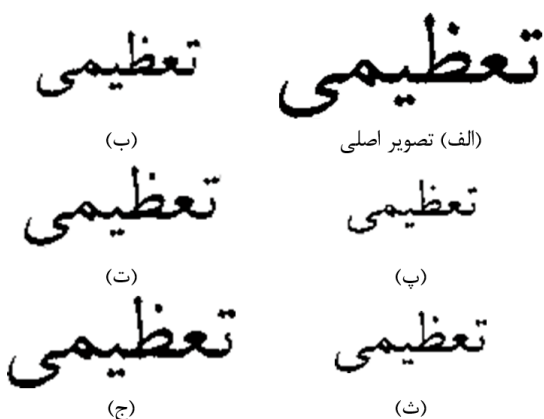 تعظیمی
تعظیمی
(الف) تصویر اصلی
(ب)
تعظیمی
تعظیمی
(پ)
(ت)
تعظیمی
تعظیمی
(ث)
(ج)